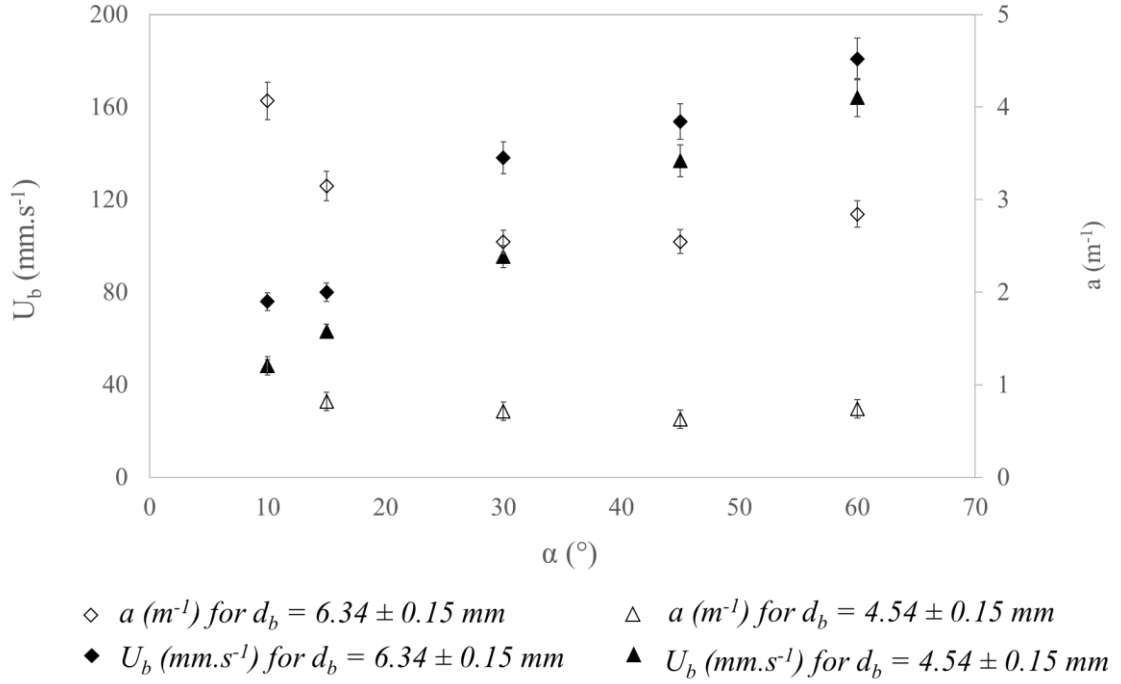 200
160
120
80
40
0
U_b (mm.s⁻¹)
5
4
3
2
1
0
a (m⁻¹)
0 10 20 30 40 50 60 70
α (°)
a (m⁻¹) for d_b = 6.34 ± 0.15 mm
a (m⁻¹) for d_b = 4.54 ± 0.15 mm
U_b (mm.s⁻¹) for d_b = 6.34 ± 0.15 mm
U_b (mm.s⁻¹) for d_b = 4.54 ± 0.15 mm